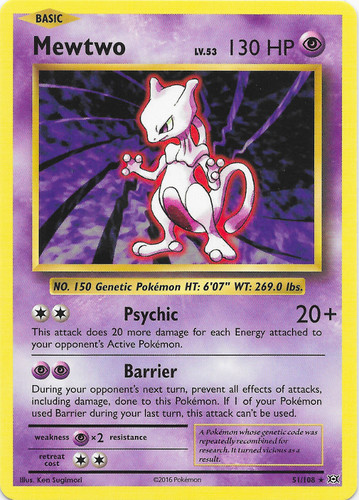 BASIC
Mewtwo LV.53 130 HP
NO. 150 Genetic Pokémon HT: 6'07" WT: 269.0 lbs.
Psychic 20+
This attack does 20 more damage for each Energy attached to
your opponent's Active Pokémon.
Barrier
During your opponent's next turn, prevent all effects of attacks,
including damage, done to this Pokémon. If 1 of your Pokémon
used Barrier during your last turn, this attack can't be used.
weakness ×2 resistance
retreat
cost
A Pokémon whose genetic code was
repeatedly recombined for
research. It turned vicious as a
result.
Illus. Ken Sugimori ©2016 Pokémon 51/108